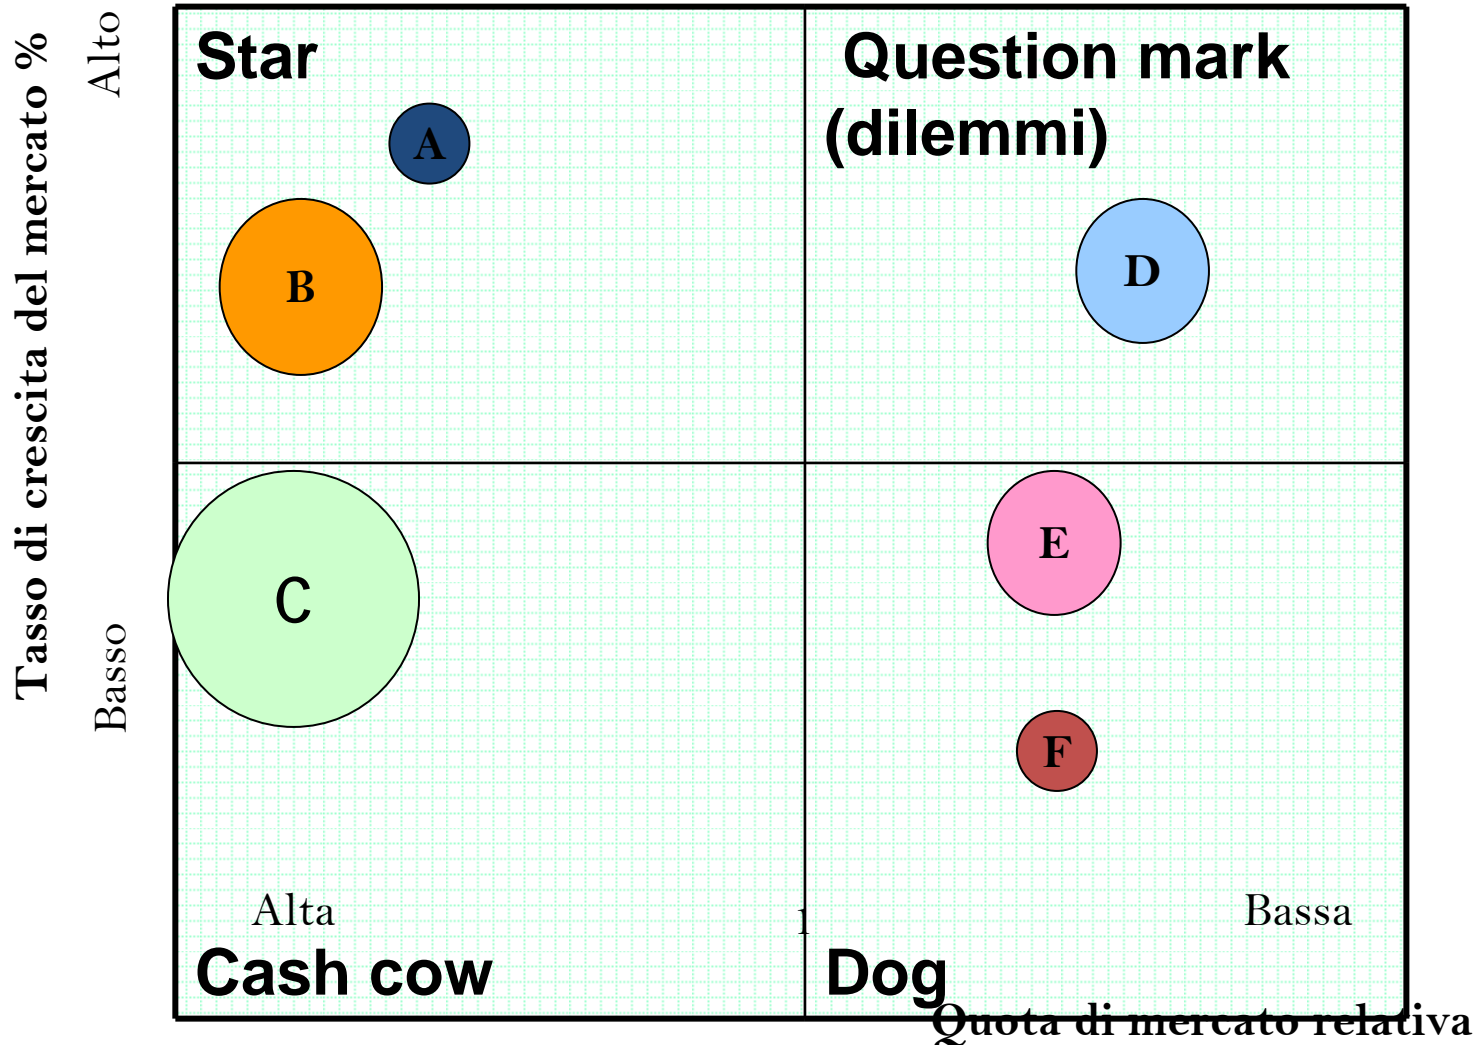 Tasso di crescita del mercato %
Alto
Basso
Star
Question mark
(dilemmi)
A
B
D
C
E
F
Alta
1
Bassa
Cash cow
Dog
Quota di mercato relativa